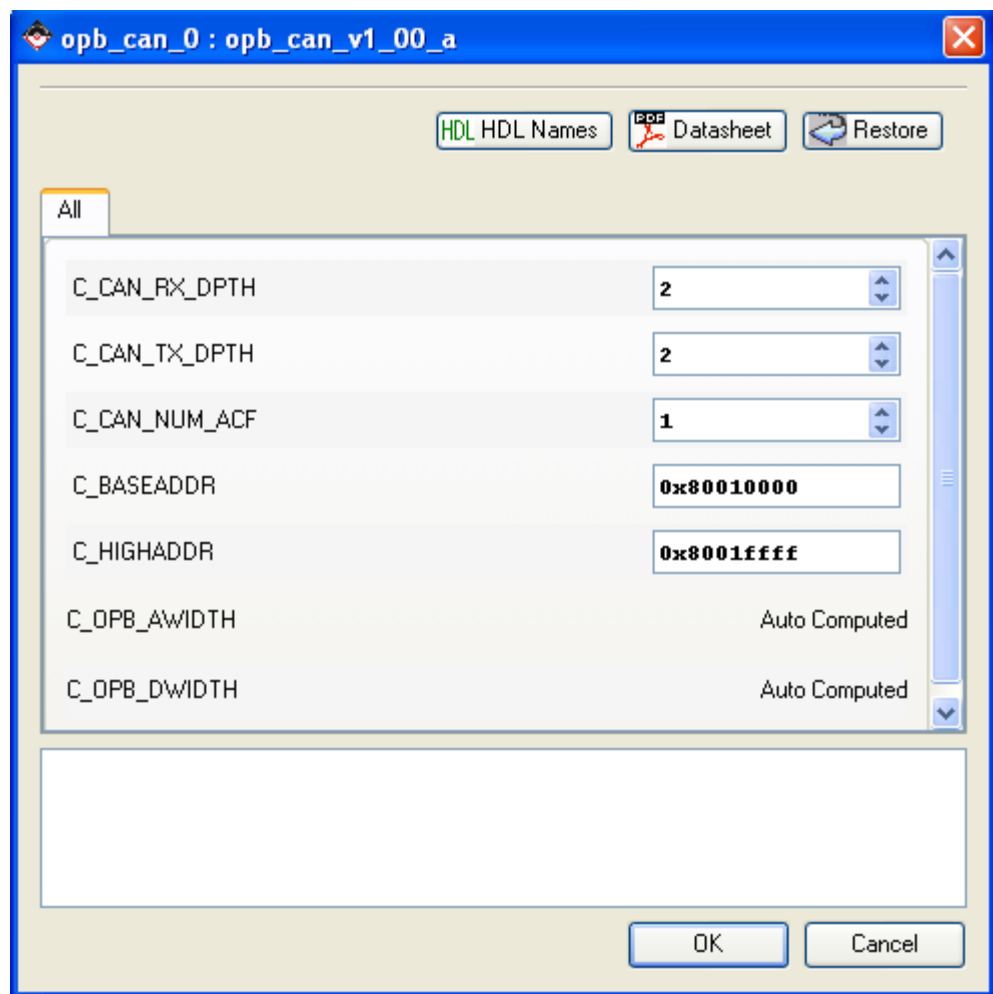 opb_can_0 : opb_can_v1_00_a
HDL HDL Names PDF Datasheet Restore
All
C_CAN_RX_DPTH 2
C_CAN_TX_DPTH 2
C_CAN_NUM_ACF 1
C_BASEADDR 0x80010000
C_HIGHADDR 0x8001ffff
C_OPB_AWIDTH Auto Computed
C_OPB_DWIDTH Auto Computed
OK Cancel